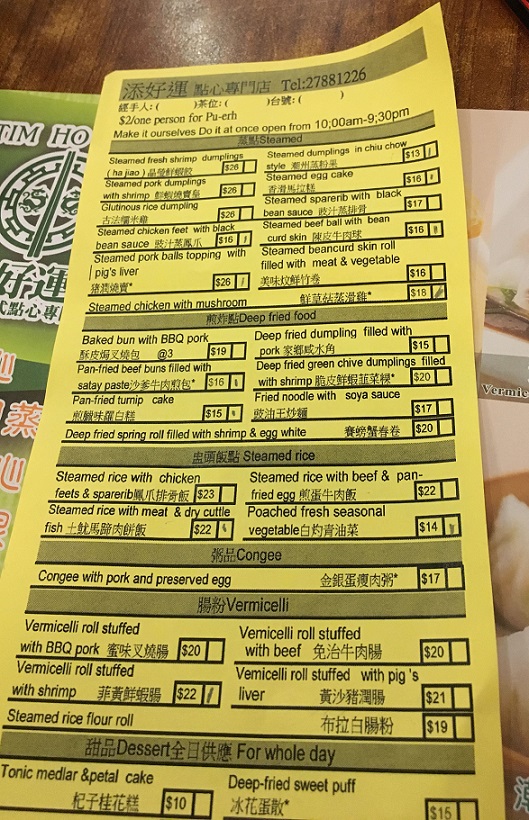 添好運 點心專門店 Tel:27881226
經手人:( )茶位:( )台號:( )
$2/one person for Pu-erh
Make it ourselves Do it at once open from 10;00am-9;30pm
蒸點Steamed
Steamed fresh shrimp dumplings
(ha jiao) 晶瑩鮮蝦餃 $26
Steamed pork dumplings
with shrimp 鮮蝦燒賣皇 $26
Glutinous rice dumpling
古法糯米雞 $26
Steamed chicken feet with black
bean sauce 豉汁蒸鳳爪 $16
Steamed pork balls topping with
pig's liver
豬潤燒賣* $26
Steamed chicken with mushroom 鮮草菇蒸滑雞* $18
Steamed dumplings in chiu chow
style 潮州蒸粉果 $13
Steamed egg cake
香滑馬拉糕 $16
Steamed sparerib with black
bean sauce 豉汁蒸排骨 $17
Steamed beef ball with bean
curd skin 陳皮牛肉球 $16
Steamed beancurd skin roll
filled with meat & vegetable
美味炆鮮竹卷 $16
煎炸點Deep fried food
Baked bun with BBQ pork
酥皮焗叉燒包 @3 $19
Pan-fried beef buns filled with
satay paste沙爹牛肉煎包* $16
Pan-fried turnip cake
煎臘味蘿白糕 $15
Deep fried dumpling filled with
pork 家鄉咸水角 $15
Deep fried green chive dumplings filled
with shrimp 脆皮鮮蝦韮菜粿* $20
Fried noodle with soya sauce
豉油王炒麵 $17
Deep fried spring roll filled with shrimp & egg white 賽螃蟹春卷 $20
盅頭飯點 Steamed rice
Steamed rice with chicken
feets & sparerib鳳爪排骨飯 $23
Steamed rice with meat & dry cuttle
fish 土魷馬蹄肉餅飯 $22
Steamed rice with beef & pan-
fried egg 煎蛋牛肉飯 $22
Poached fresh seasonal
vegetable白灼青油菜 $14
粥品Congee
Congee with pork and preserved egg 金銀蛋瘦肉粥* $17
腸粉Vermicelli
Vermicelli roll stuffed
with BBQ pork 蜜味叉燒腸 $20
Vermicelli roll stuffed
with shrimp 菲黃鮮蝦腸 $22
Vemicelli roll stuffed
with beef 免治牛肉腸 $20
Vemicelli roll stuffed with pig's
liver 黃沙豬潤腸 $21
Steamed rice flour roll 布拉白腸粉 $19
甜品Dessert全日供應 For whole day
Tonic medlar &petal cake
杞子桂花糕 $10
Deep-fried sweet puff
冰花蛋散* $15
TIM HO
好運
式點心專
Vermic